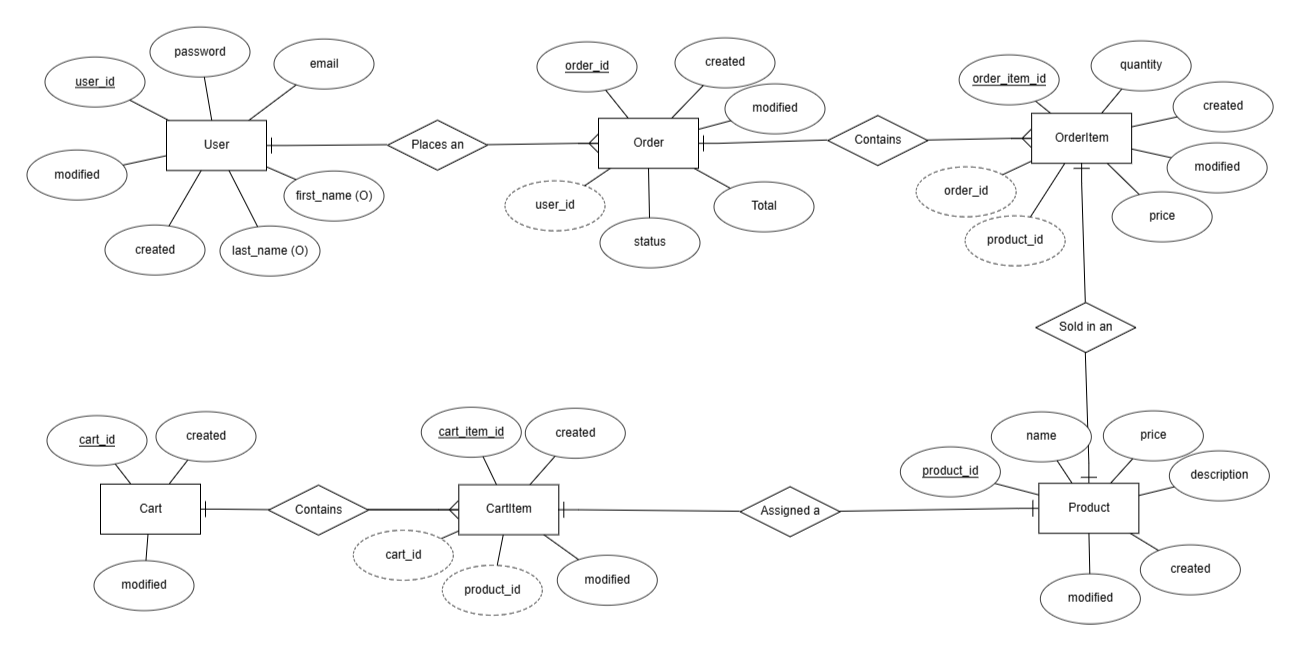 password
user_id
email
User
modified
first_name (O)
created
last_name (O)
Places an
order_id
created
modified
Order
user_id
Total
status
Contains
order_item_id
quantity
created
OrderItem
modified
order_id
product_id
price
Sold in an
cart_id
created
Cart
modified
Contains
cart_item_id
created
CartItem
cart_id
product_id
modified
Assigned a
name
price
product_id
description
Product
created
modified